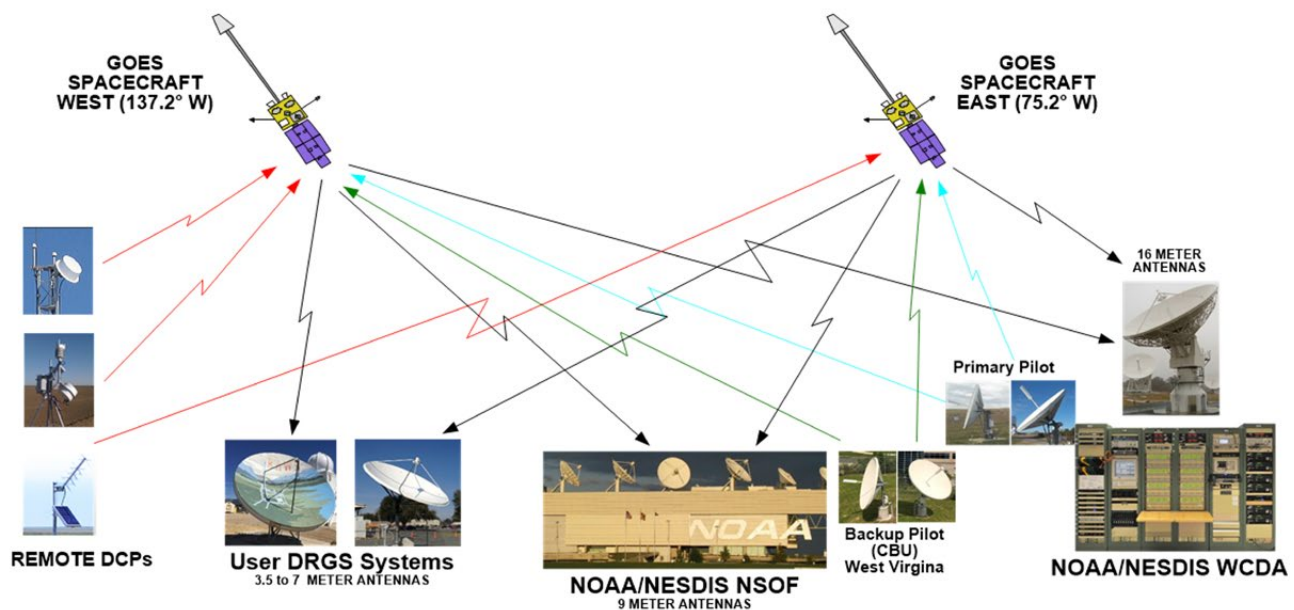 GOES
SPACECRAFT
WEST (137.2° W)
GOES
SPACECRAFT
EAST (75.2° W)
16 METER
ANTENNAS
Primary Pilot
REMOTE DCPs
User DRGS Systems
3.5 to 7 METER ANTENNAS
NOAA
NOAA/NESDIS NSOF
9 METER ANTENNAS
Backup Pilot
(CBU)
West Virgina
NOAA/NESDIS WCDA